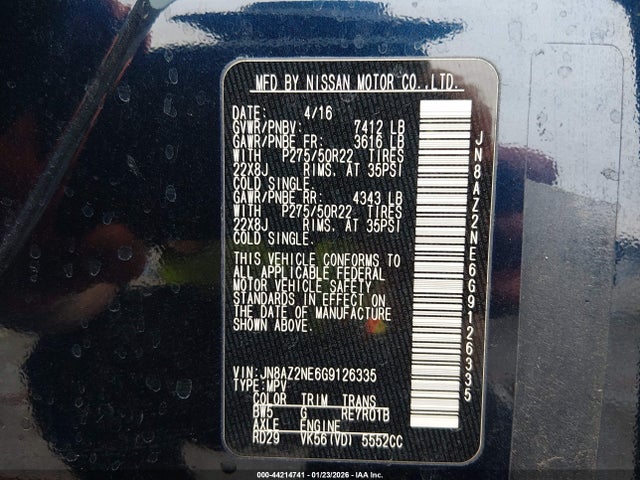 MFD BY NISSAN MOTOR CO.,LTD.
DATE: 4/16
GVWR/PNBV: 7412 LB
GAWR/PNBE FR: 3616 LB
WITH P275/50R22 TIRES
22X8J RIMS. AT 35PSI
COLD SINGLE.
GAWR/PNBE RR: 4343 LB
WITH P275/50R22 TIRES
22X8J RIMS. AT 35PSI
COLD SINGLE.
THIS VEHICLE CONFORMS TO
ALL APPLICABLE FEDERAL
MOTOR VEHICLE SAFETY
STANDARDS IN EFFECT ON
THE DATE OF MANUFACTURE
SHOWN ABOVE.
VIN:JN8AZ2NE6G9126335
TYPE:MPV
COLOR TRIM TRANS
BW5 G RE7R01B
AXLE ENGINE
RD29 VK56(VD) 5552CC
JN8AZ2NE6G9126335
000-44214741 - 01/23/2026 - IAA Inc.